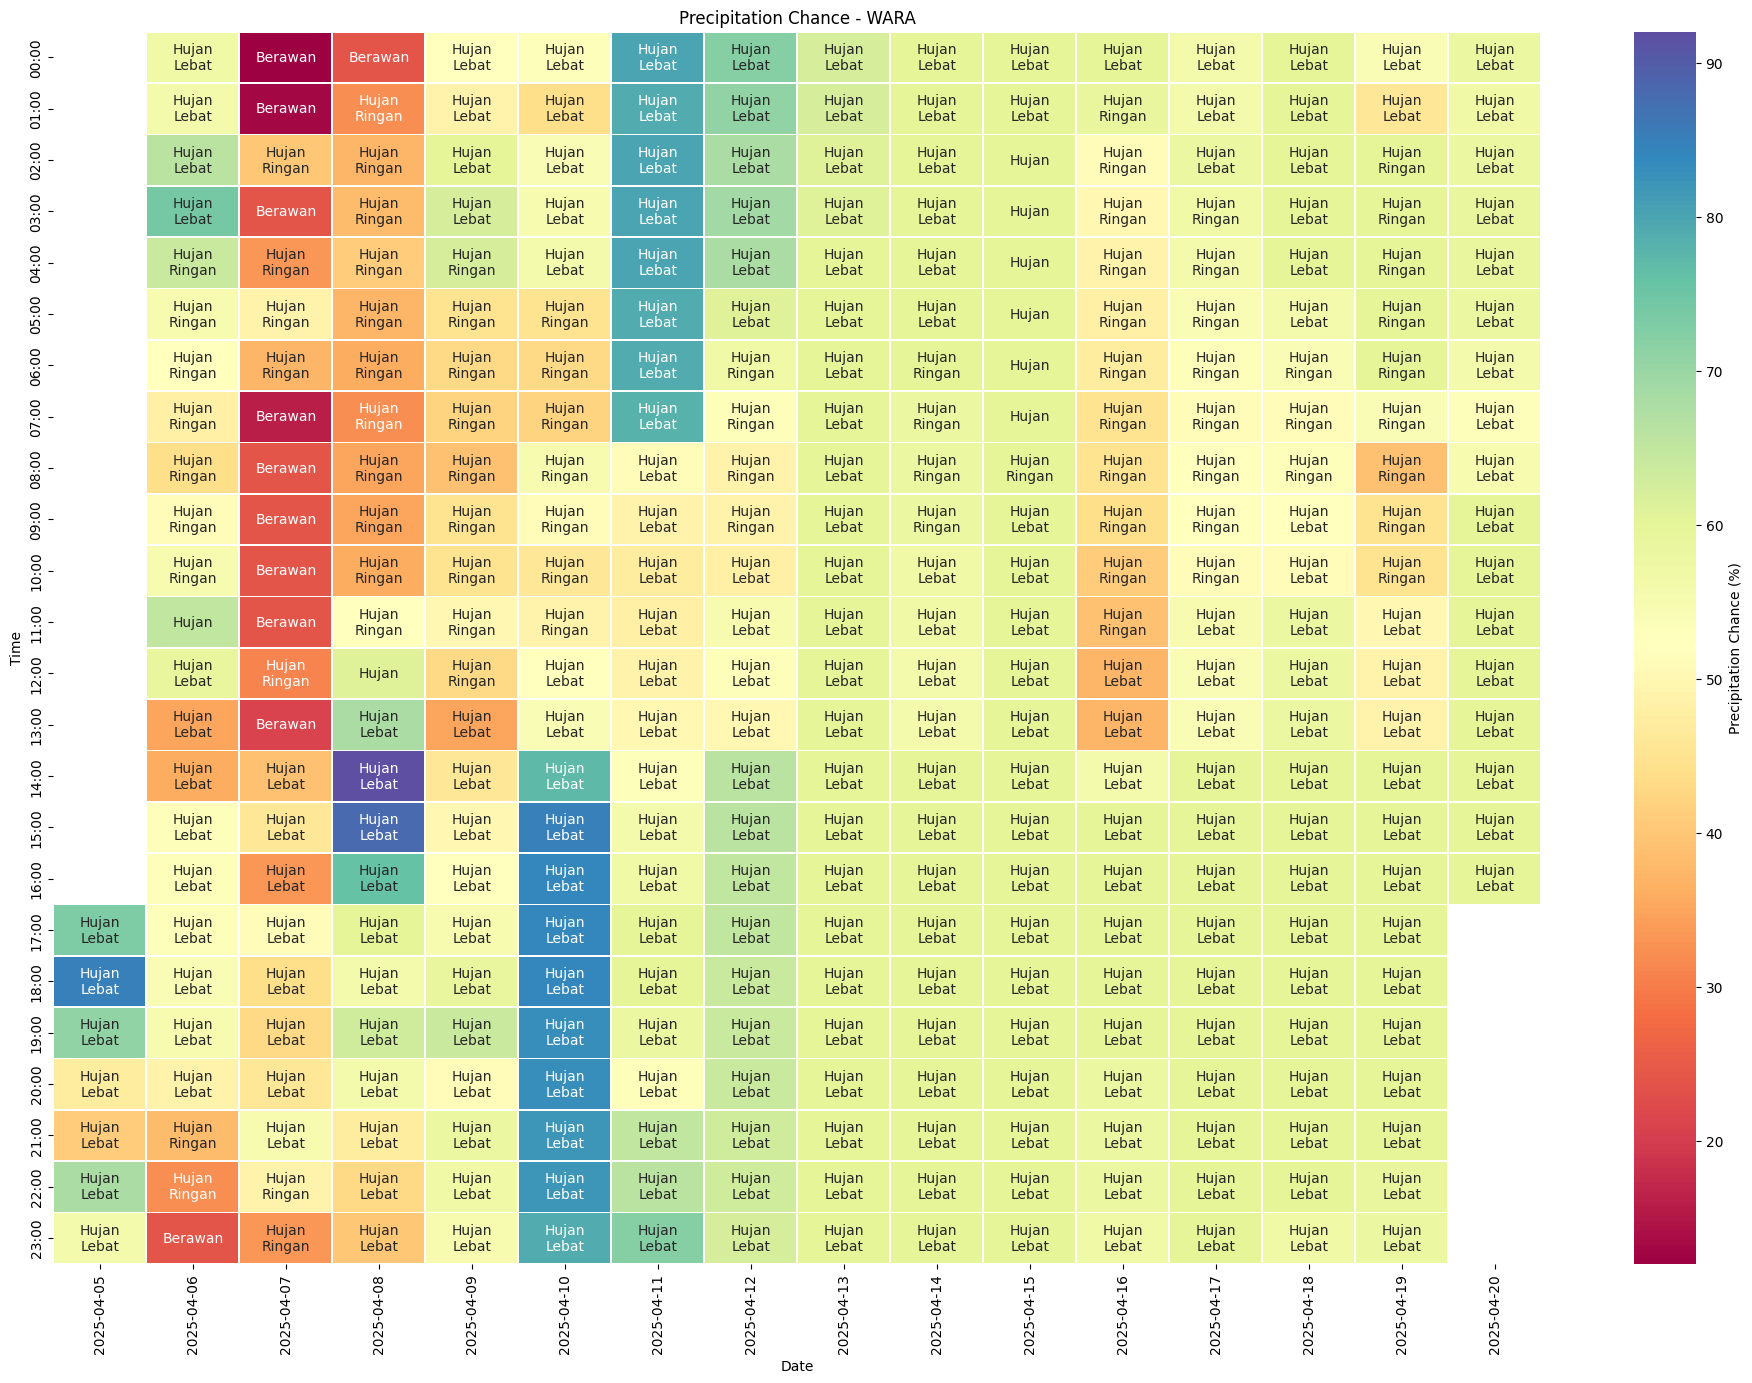 Precipitation Chance - WARA
00:00 Hujan Lebat Berawan Berawan Hujan Lebat Hujan Lebat Hujan Lebat Hujan Lebat Hujan Lebat Hujan Lebat Hujan Lebat Hujan Lebat Hujan Lebat Hujan Lebat Hujan Lebat Hujan Lebat
01:00 Hujan Lebat Berawan Hujan Ringan Hujan Lebat Hujan Lebat Hujan Lebat Hujan Lebat Hujan Lebat Hujan Lebat Hujan Lebat Hujan Ringan Hujan Lebat Hujan Lebat Hujan Lebat Hujan Lebat
02:00 Hujan Lebat Hujan Ringan Hujan Ringan Hujan Lebat Hujan Lebat Hujan Lebat Hujan Lebat Hujan Lebat Hujan Lebat Hujan Hujan Ringan Hujan Lebat Hujan Lebat Hujan Ringan Hujan Lebat
03:00 Hujan Lebat Berawan Hujan Ringan Hujan Lebat Hujan Lebat Hujan Lebat Hujan Lebat Hujan Lebat Hujan Lebat Hujan Hujan Ringan Hujan Ringan Hujan Lebat Hujan Ringan Hujan Lebat
04:00 Hujan Ringan Hujan Ringan Hujan Ringan Hujan Ringan Hujan Lebat Hujan Lebat Hujan Lebat Hujan Lebat Hujan Lebat Hujan Hujan Ringan Hujan Ringan Hujan Lebat Hujan Ringan Hujan Lebat
05:00 Hujan Ringan Hujan Ringan Hujan Ringan Hujan Ringan Hujan Ringan Hujan Lebat Hujan Lebat Hujan Lebat Hujan Lebat Hujan Hujan Ringan Hujan Ringan Hujan Lebat Hujan Ringan Hujan Lebat
06:00 Hujan Ringan Hujan Ringan Hujan Ringan Hujan Ringan Hujan Ringan Hujan Lebat Hujan Ringan Hujan Lebat Hujan Ringan Hujan Hujan Ringan Hujan Ringan Hujan Ringan Hujan Ringan Hujan Lebat
07:00 Hujan Ringan Berawan Hujan Ringan Hujan Ringan Hujan Ringan Hujan Lebat Hujan Ringan Hujan Lebat Hujan Ringan Hujan Hujan Ringan Hujan Ringan Hujan Ringan Hujan Ringan Hujan Lebat
08:00 Hujan Ringan Berawan Hujan Ringan Hujan Ringan Hujan Ringan Hujan Lebat Hujan Ringan Hujan Lebat Hujan Ringan Hujan Ringan Hujan Ringan Hujan Ringan Hujan Ringan Hujan Ringan Hujan Lebat
09:00 Hujan Ringan Berawan Hujan Ringan Hujan Ringan Hujan Ringan Hujan Lebat Hujan Ringan Hujan Lebat Hujan Ringan Hujan Lebat Hujan Ringan Hujan Ringan Hujan Lebat Hujan Ringan Hujan Lebat
10:00 Hujan Ringan Berawan Hujan Ringan Hujan Ringan Hujan Ringan Hujan Lebat Hujan Lebat Hujan Lebat Hujan Lebat Hujan Lebat Hujan Ringan Hujan Ringan Hujan Lebat Hujan Ringan Hujan Lebat
11:00 Hujan Berawan Hujan Ringan Hujan Ringan Hujan Ringan Hujan Lebat Hujan Lebat Hujan Lebat Hujan Lebat Hujan Lebat Hujan Ringan Hujan Lebat Hujan Lebat Hujan Lebat Hujan Lebat
12:00 Hujan Lebat Hujan Ringan Hujan Hujan Ringan Hujan Lebat Hujan Lebat Hujan Lebat Hujan Lebat Hujan Lebat Hujan Lebat Hujan Lebat Hujan Lebat Hujan Lebat Hujan Lebat Hujan Lebat
13:00 Hujan Lebat Berawan Hujan Lebat Hujan Lebat Hujan Lebat Hujan Lebat Hujan Lebat Hujan Lebat Hujan Lebat Hujan Lebat Hujan Lebat Hujan Lebat Hujan Lebat Hujan Lebat Hujan Lebat
14:00 Hujan Lebat Hujan Lebat Hujan Lebat Hujan Lebat Hujan Lebat Hujan Lebat Hujan Lebat Hujan Lebat Hujan Lebat Hujan Lebat Hujan Lebat Hujan Lebat Hujan Lebat Hujan Lebat Hujan Lebat
15:00 Hujan Lebat Hujan Lebat Hujan Lebat Hujan Lebat Hujan Lebat Hujan Lebat Hujan Lebat Hujan Lebat Hujan Lebat Hujan Lebat Hujan Lebat Hujan Lebat Hujan Lebat Hujan Lebat Hujan Lebat
16:00 Hujan Lebat Hujan Lebat Hujan Lebat Hujan Lebat Hujan Lebat Hujan Lebat Hujan Lebat Hujan Lebat Hujan Lebat Hujan Lebat Hujan Lebat Hujan Lebat Hujan Lebat Hujan Lebat Hujan Lebat
17:00 Hujan Lebat Hujan Lebat Hujan Lebat Hujan Lebat Hujan Lebat Hujan Lebat Hujan Lebat Hujan Lebat Hujan Lebat Hujan Lebat Hujan Lebat Hujan Lebat Hujan Lebat Hujan Lebat Hujan Lebat
18:00 Hujan Lebat Hujan Lebat Hujan Lebat Hujan Lebat Hujan Lebat Hujan Lebat Hujan Lebat Hujan Lebat Hujan Lebat Hujan Lebat Hujan Lebat Hujan Lebat Hujan Lebat Hujan Lebat Hujan Lebat
19:00 Hujan Lebat Hujan Lebat Hujan Lebat Hujan Lebat Hujan Lebat Hujan Lebat Hujan Lebat Hujan Lebat Hujan Lebat Hujan Lebat Hujan Lebat Hujan Lebat Hujan Lebat Hujan Lebat Hujan Lebat
20:00 Hujan Lebat Hujan Lebat Hujan Lebat Hujan Lebat Hujan Lebat Hujan Lebat Hujan Lebat Hujan Lebat Hujan Lebat Hujan Lebat Hujan Lebat Hujan Lebat Hujan Lebat Hujan Lebat Hujan Lebat
21:00 Hujan Lebat Hujan Ringan Hujan Lebat Hujan Lebat Hujan Lebat Hujan Lebat Hujan Lebat Hujan Lebat Hujan Lebat Hujan Lebat Hujan Lebat Hujan Lebat Hujan Lebat Hujan Lebat Hujan Lebat
22:00 Hujan Lebat Hujan Ringan Hujan Ringan Hujan Lebat Hujan Lebat Hujan Lebat Hujan Lebat Hujan Lebat Hujan Lebat Hujan Lebat Hujan Lebat Hujan Lebat Hujan Lebat Hujan Lebat Hujan Lebat
23:00 Hujan Lebat Berawan Hujan Ringan Hujan Lebat Hujan Lebat Hujan Lebat Hujan Lebat Hujan Lebat Hujan Lebat Hujan Lebat Hujan Lebat Hujan Lebat Hujan Lebat Hujan Lebat Hujan Lebat
Time
2025-04-05
2025-04-06
2025-04-07
2025-04-08
2025-04-09
2025-04-10
2025-04-11
2025-04-12
2025-04-13
2025-04-14
2025-04-15
2025-04-16
2025-04-17
2025-04-18
2025-04-19
2025-04-20
Date
90
80
70
60
50
40
30
20
Precipitation Chance (%)